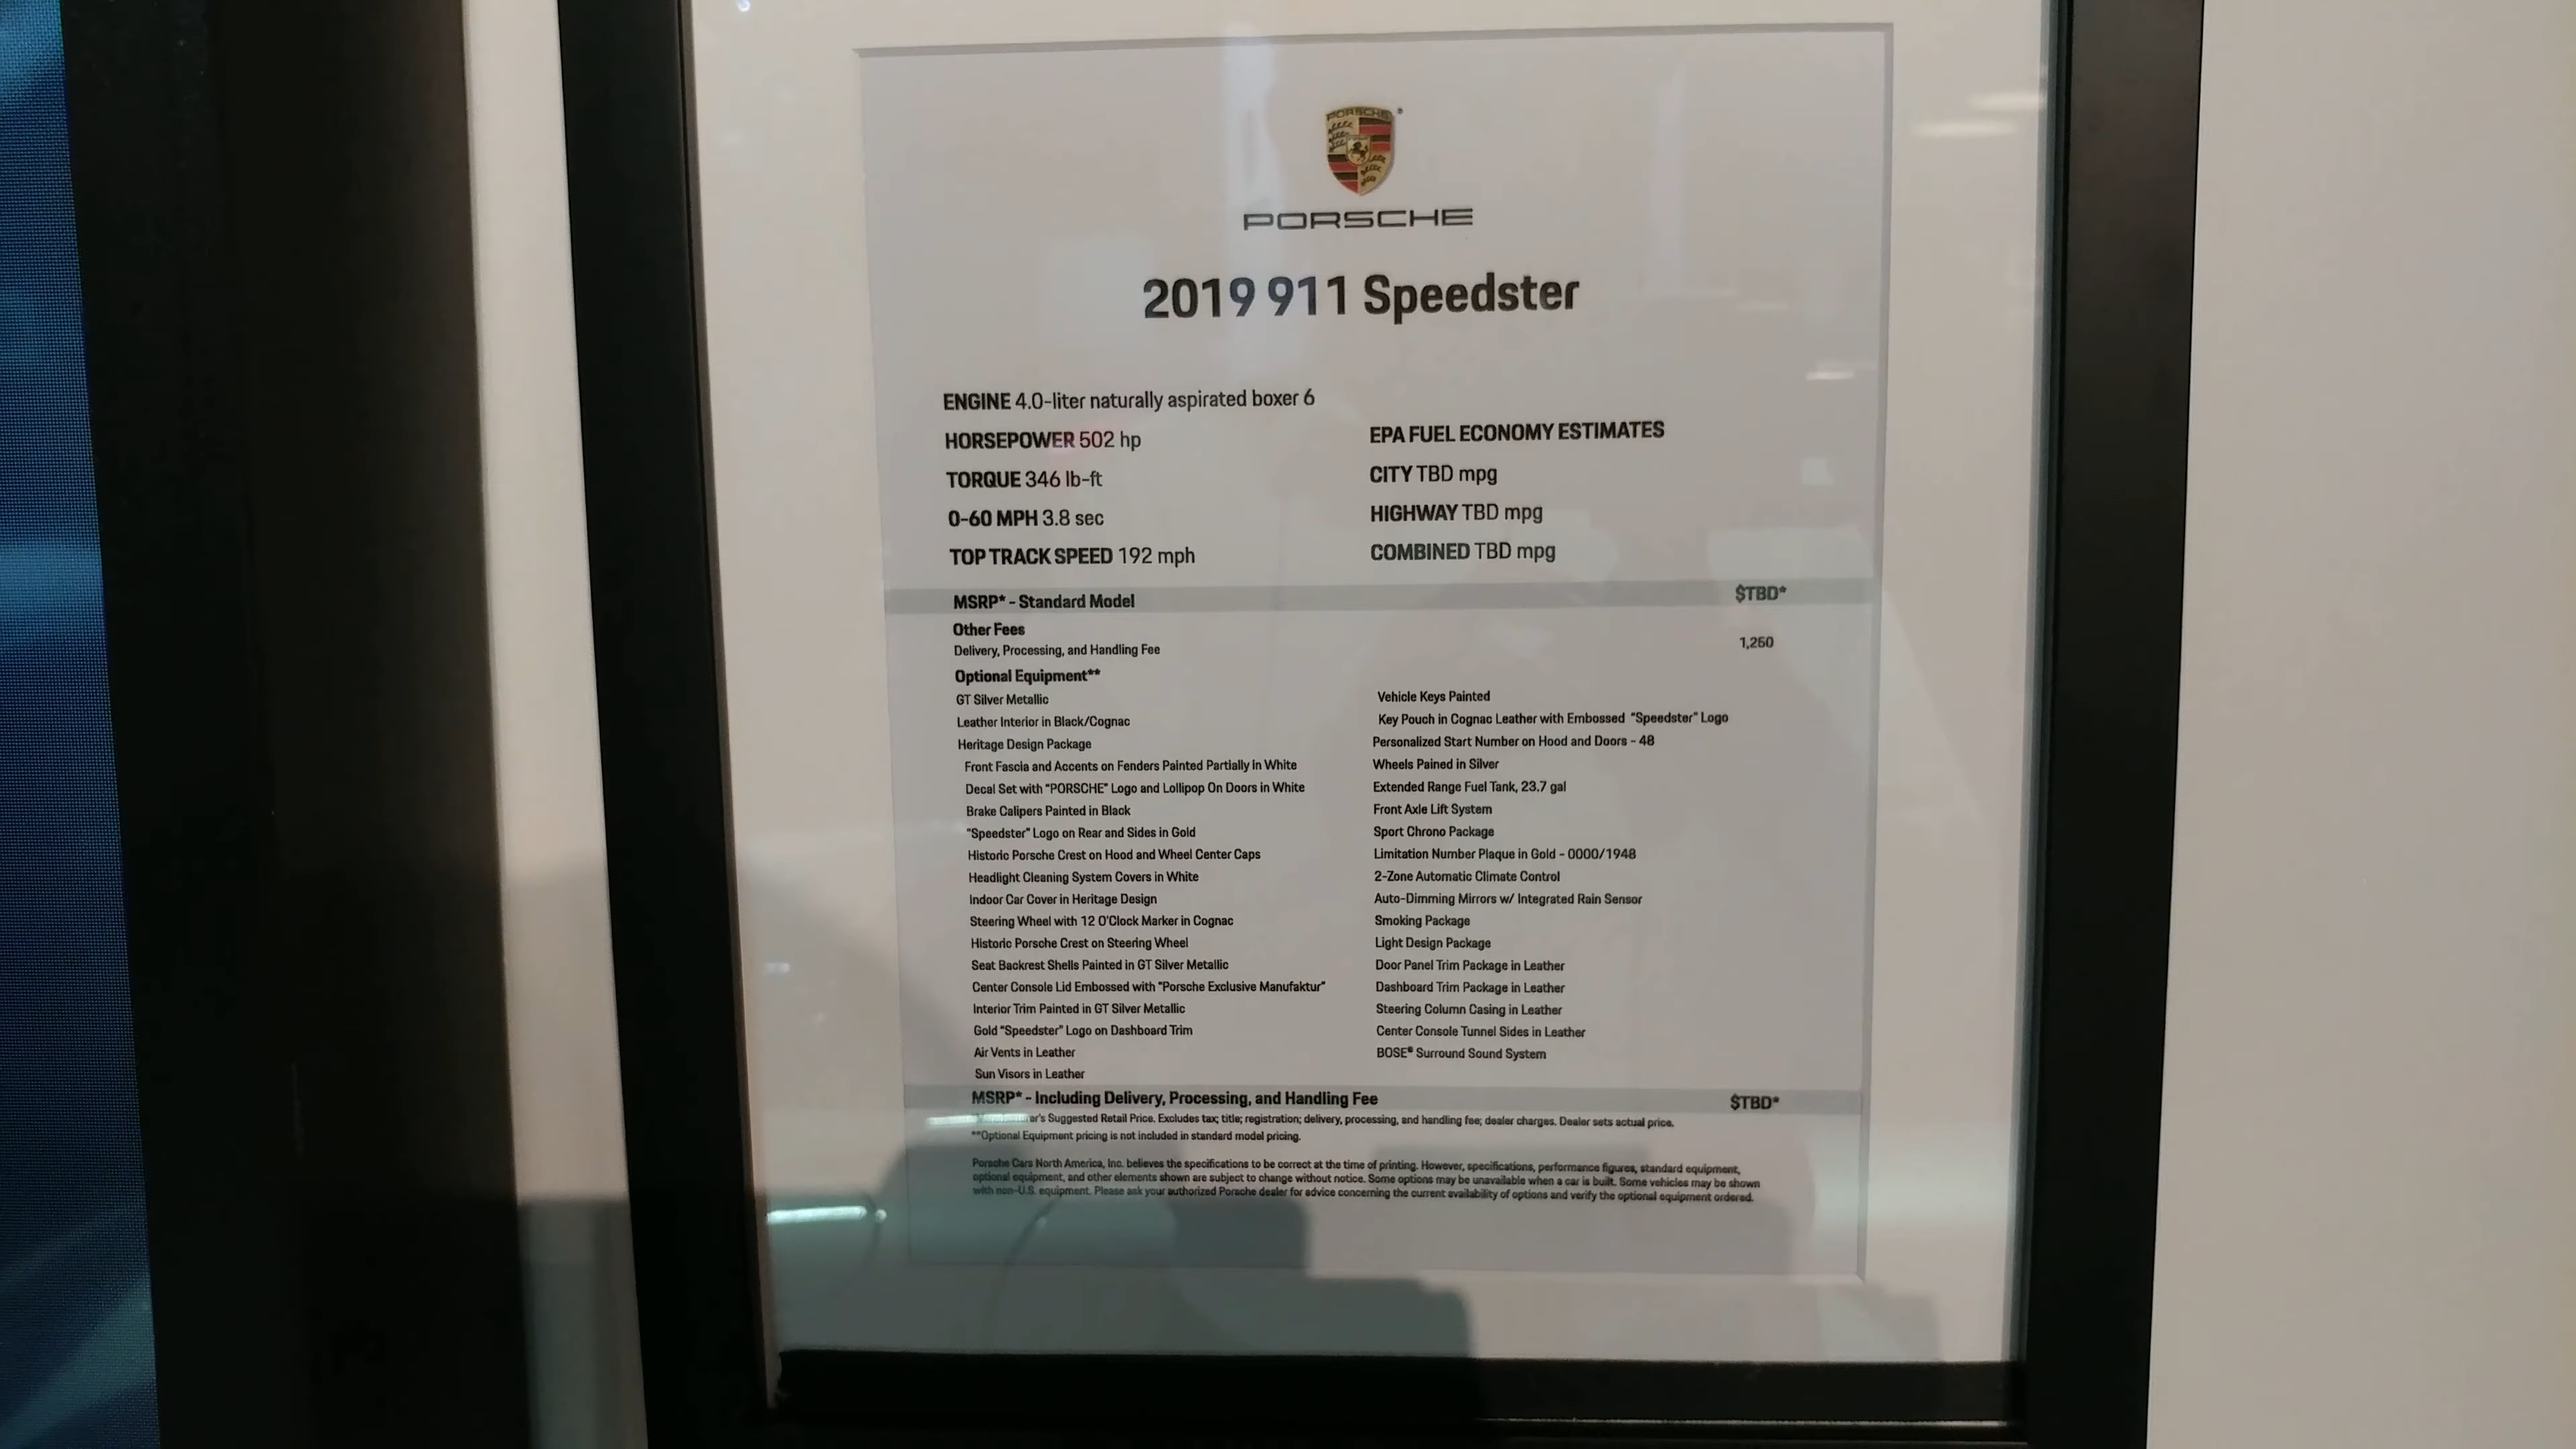 PORSCHE
PORSCHE
2019 911 Speedster
ENGINE 4.0-liter naturally aspirated boxer 6
HORSEPOWER 502 hp
TORQUE 346 lb-ft
0-60 MPH 3.8 sec
TOP TRACK SPEED 192 mph
EPA FUEL ECONOMY ESTIMATES
CITY TBD mpg
HIGHWAY TBD mpg
COMBINED TBD mpg
MSRP* - Standard Model $TBD*
Other Fees
Delivery, Processing, and Handling Fee 1,250
Optional Equipment**
GT Silver Metallic
Leather Interior in Black/Cognac
Heritage Design Package
Front Fascia and Accents on Fenders Painted Partially in White
Decal Set with "PORSCHE" Logo and Lollipop On Doors in White
Brake Calipers Painted in Black
"Speedster" Logo on Rear and Sides in Gold
Historic Porsche Crest on Hood and Wheel Center Caps
Headlight Cleaning System Covers in White
Indoor Car Cover in Heritage Design
Steering Wheel with 12 O'Clock Marker in Cognac
Historic Porsche Crest on Steering Wheel
Seat Backrest Shells Painted in GT Silver Metallic
Center Console Lid Embossed with "Porsche Exclusive Manufaktur"
Interior Trim Painted in GT Silver Metallic
Gold "Speedster" Logo on Dashboard Trim
Air Vents in Leather
Sun Visors in Leather
Vehicle Keys Painted
Key Pouch in Cognac Leather with Embossed "Speedster" Logo
Personalized Start Number on Hood and Doors - 48
Wheels Pained in Silver
Extended Range Fuel Tank, 23.7 gal
Front Axle Lift System
Sport Chrono Package
Limitation Number Plaque in Gold - 0000/1948
2-Zone Automatic Climate Control
Auto-Dimming Mirrors w/ Integrated Rain Sensor
Smoking Package
Light Design Package
Door Panel Trim Package in Leather
Dashboard Trim Package in Leather
Steering Column Casing in Leather
Center Console Tunnel Sides in Leather
BOSE® Surround Sound System
MSRP* - Including Delivery, Processing, and Handling Fee $TBD*
Suggested Retail Price. Excludes tax; title; registration; delivery, processing, and handling fee; dealer charges. Dealer sets actual price.
**Optional Equipment pricing is not included in standard model pricing.
Porsche Cars North America, Inc. believes the specifications to be correct at the time of printing. However, specifications, performance figures, standard equipment,
optional equipment, and other elements shown are subject to change without notice. Some options may be unavailable when a car is built. Some vehicles may be shown
with non-U.S. equipment. Please ask your authorized Porsche dealer for advice concerning the current availability of options and verify the optional equipment ordered.